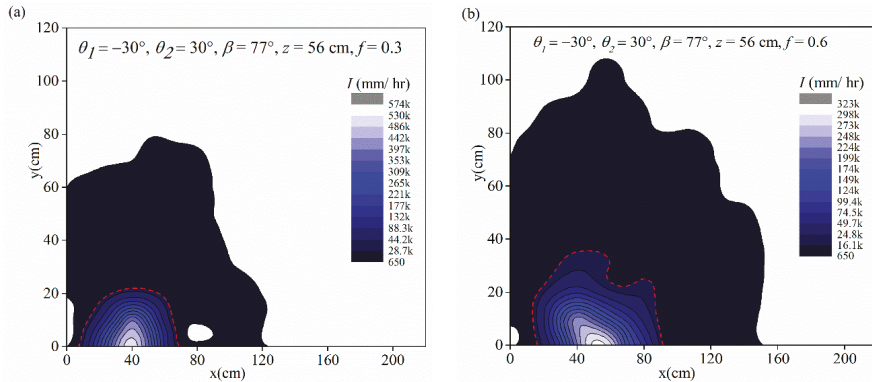 (a)
θ1 = −30°, θ2 = 30°, β = 77°, z = 56 cm, f = 0.3
I (mm/ hr)
574k
530k
486k
442k
397k
353k
309k
265k
221k
177k
132k
88.3k
44.2k
28.7k
650
120
100
80
60
40
20
0
y(cm)
0 40 80 120 160 200
x(cm)
(b)
θ1 = −30°, θ2 = 30°, β = 77°, z = 56 cm, f = 0.6
I (mm/ hr)
323k
298k
273k
248k
224k
199k
174k
149k
124k
99.4k
74.5k
49.7k
24.8k
16.1k
650
120
100
80
60
40
20
0
y(cm)
0 40 80 120 160 200
x(cm)